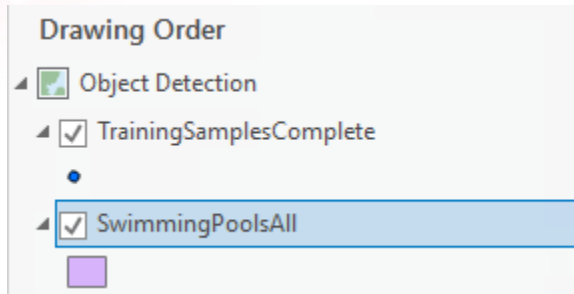 Drawing Order
Object Detection
TrainingSamplesComplete
SwimmingPoolsAll